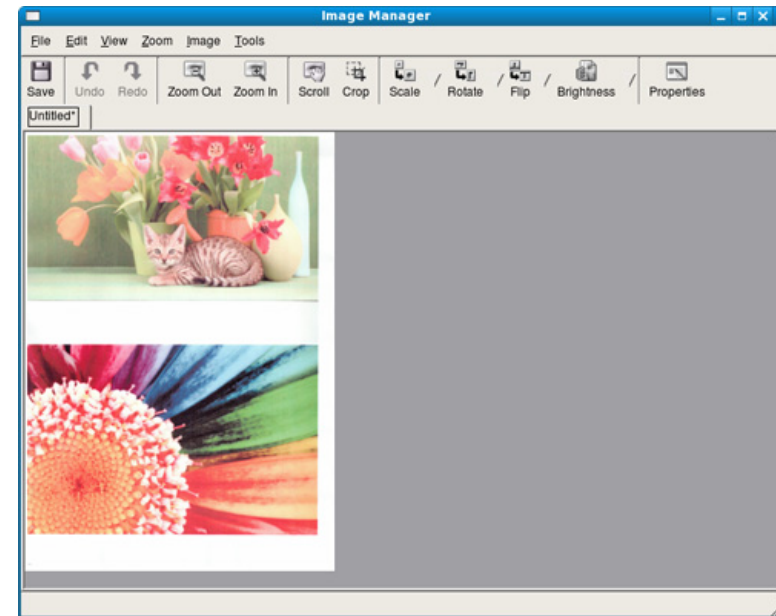 Image Manager
File Edit View Zoom Image Tools
Save Undo Redo Zoom Out Zoom In Scroll Crop Scale / Rotate / Flip / Brightness / Properties
Untitled*